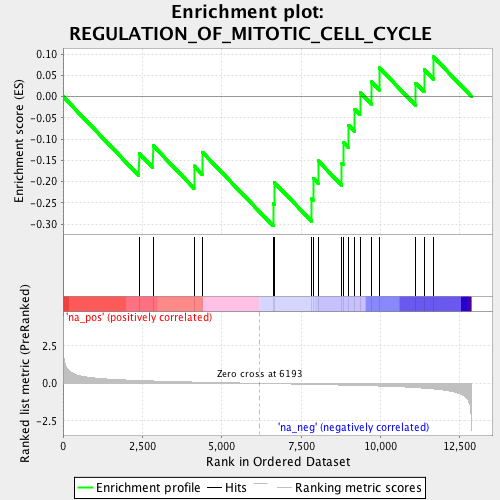 Enrichment plot:
REGULATION_OF_MITOTIC_CELL_CYCLE
Enrichment score (ES)
0.10
0.05
0.00
-0.05
-0.10
-0.15
-0.20
-0.25
-0.30
'na_pos' (positively correlated)
Ranked list metric (PreRanked)
2.5
0.0
-2.5
Zero cross at 6193
'na_neg' (negatively correlated)
0
2,500
5,000
7,500
10,000
12,500
Rank in Ordered Dataset
Enrichment profile
Hits
Ranking metric scores